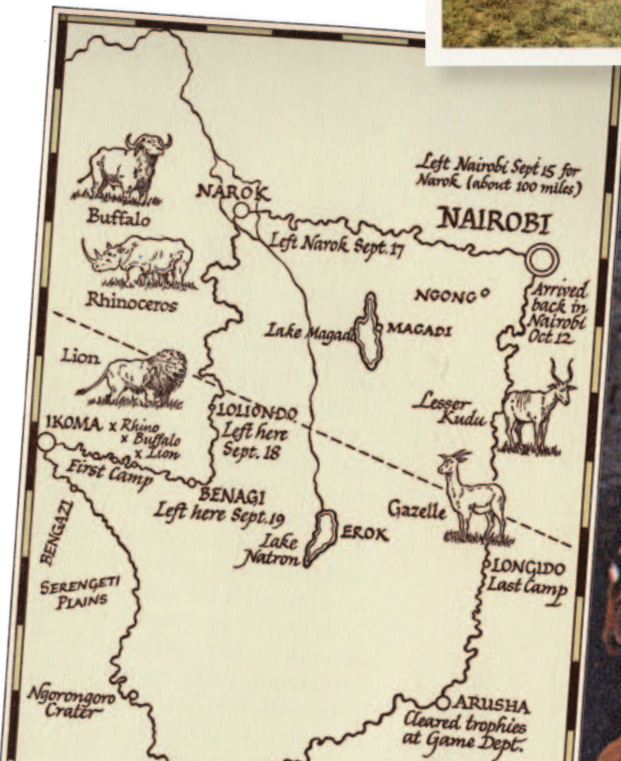 Left Nairobi Sept 15 for
Narok (about 100 miles)
NAROK
NAIROBI
Buffalo
Left Narok Sept. 17
Rhinoceros
NGONG
Arrived
back in
Nairobi
Oct 12
Lake Magadi
MAGADI
Lion
Lesser
Kudu
IKOMA x Rhino
x Buffalo
x Lion
First Camp
LOLIONDO
Left here
Sept. 18
BENAGI
Left here Sept. 19
Gazelle
BENGAZI
Lake
Natron
EROK
LONGIDO
Last Camp
SERENGETI
PLAINS
Ngorongoro
Crater
ARUSHA
Cleared trophies
at Game Dept.